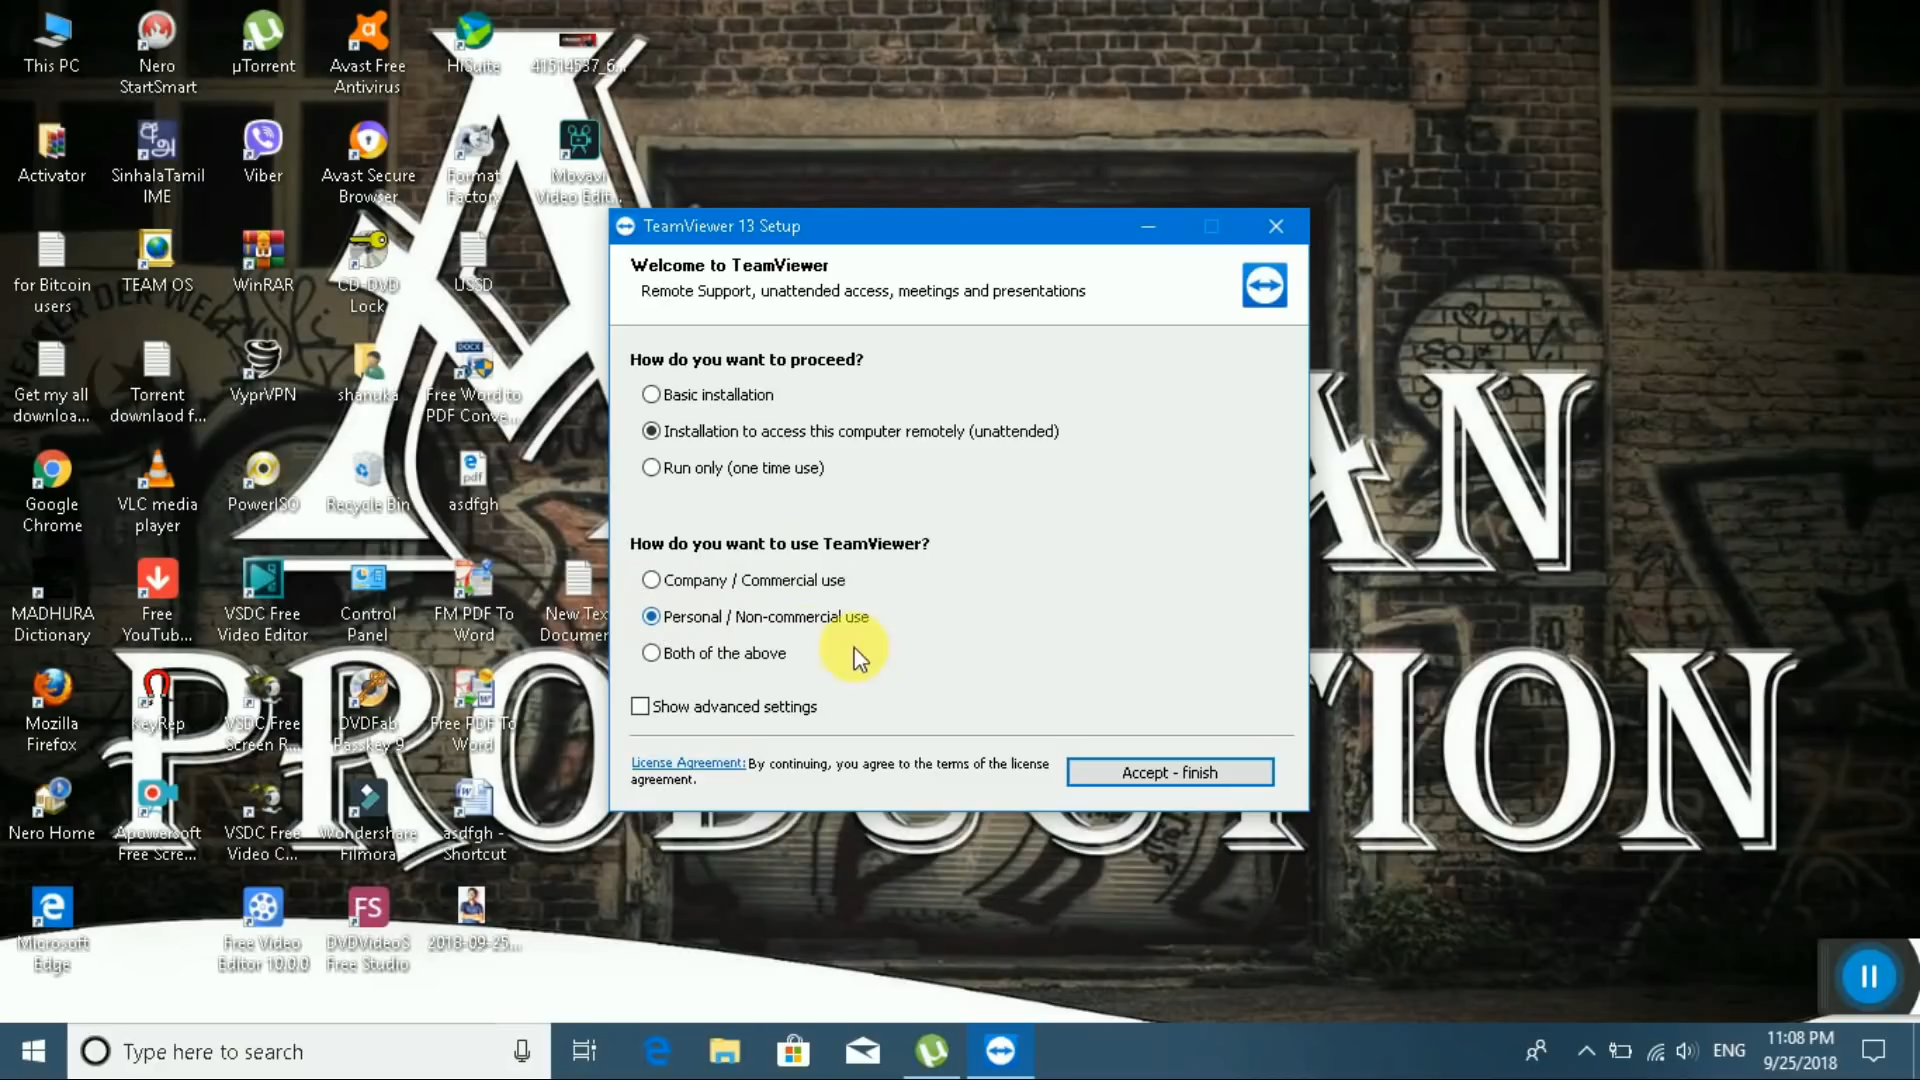 This PC
Nero
StartSmart
µTorrent
Avast Free
Antivirus
HiSuite
41514537_6...
Activator
SinhalaTamil
IME
Viber
Avast Secure
Browser
Format
Factory
Movavi
Video Edit...
for Bitcoin
users
TEAM OS
WinRAR
CD-DVD
Lock
USSD
Get my all
downloa...
Torrent
downlaod f...
VyprVPN
shanuka
Free Word to
PDF Conve...
Google
Chrome
VLC media
player
PowerISO
Recycle Bin
asdfgh
MADHURA
Dictionary
Free
YouTub...
VSDC Free
Video Editor
Control
Panel
FM PDF To
Word
New Tex
Documen
Mozilla
Firefox
KeyRep
VSDC Free
Screen R...
DVDFab
Passkey 9
Free PDF To
Word
Nero Home
Apowersoft
Free Scre...
VSDC Free
Video C...
Wondershare
Filmora
asdfgh -
Shortcut
Microsoft
Edge
Free Video
Editor 10.0.0
FS
DVDVideoS
Free Studio
2018-09-25...
TeamViewer 13 Setup
Welcome to TeamViewer
Remote Support, unattended access, meetings and presentations
How do you want to proceed?
Basic installation
Installation to access this computer remotely (unattended)
Run only (one time use)
How do you want to use TeamViewer?
Company / Commercial use
Personal / Non-commercial use
Both of the above
Show advanced settings
License Agreement: By continuing, you agree to the terms of the license
agreement.
Accept - finish
Type here to search
ENG
11:08 PM
9/25/2018